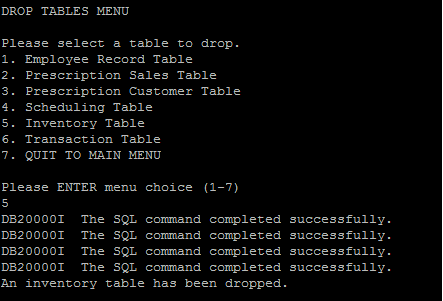 DROP TABLES MENU
Please select a table to drop.
1. Employee Record Table
2. Prescription Sales Table
3. Prescription Customer Table
4. Scheduling Table
5. Inventory Table
6. Transaction Table
7. QUIT TO MAIN MENU
Please ENTER menu choice (1-7)
5
DB20000I  The SQL command completed successfully.
DB20000I  The SQL command completed successfully.
DB20000I  The SQL command completed successfully.
DB20000I  The SQL command completed successfully.
An inventory table has been dropped.